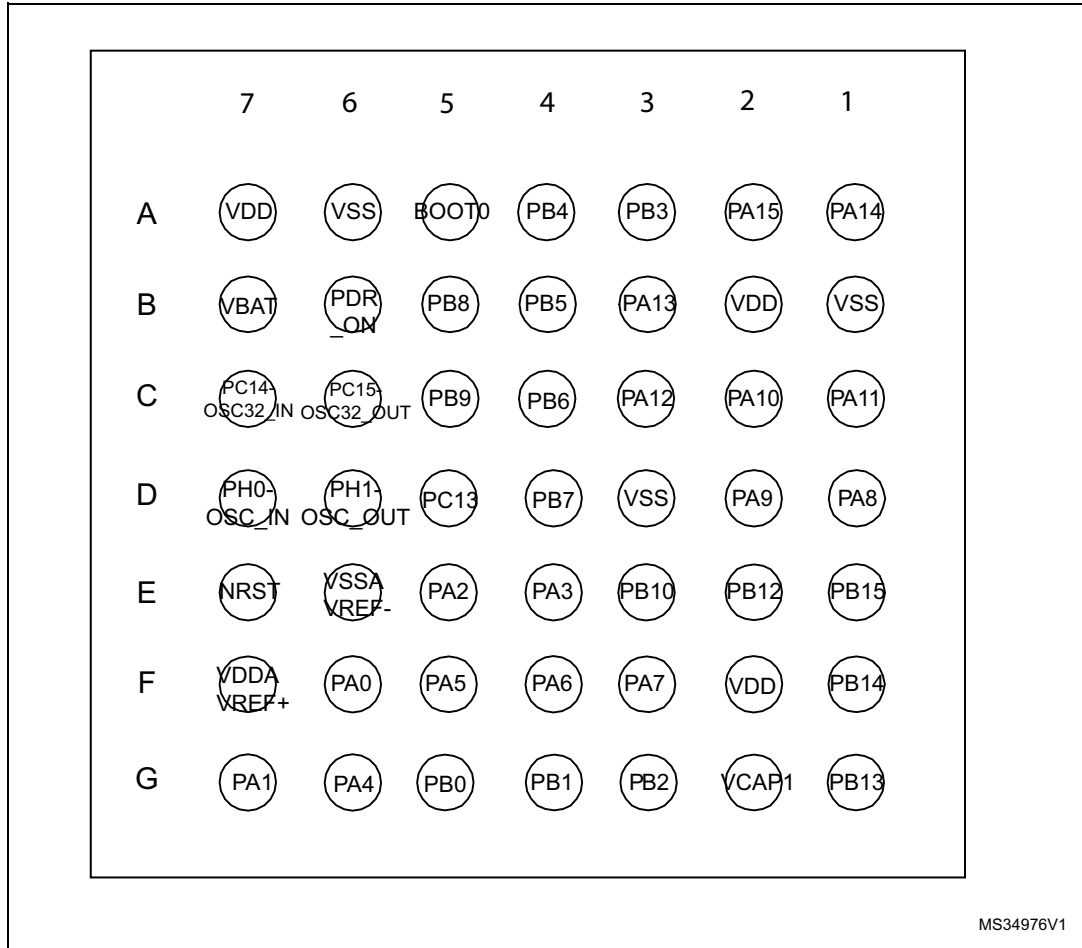 7 6 5 4 3 2 1
A VDD VSS BOOT0 PB4 PB3 PA15 PA14
B VBAT PDR _ON PB8 PB5 PA13 VDD VSS
C PC14- OSC32_IN PC15- OSC32_OUT PB9 PB6 PA12 PA10 PA11
D PH0- OSC_IN PH1- OSC_OUT PC13 PB7 VSS PA9 PA8
E NRST VSSA VREF- PA2 PA3 PB10 PB12 PB15
F VDDA VREF+ PA0 PA5 PA6 PA7 VDD PB14
G PA1 PA4 PB0 PB1 PB2 VCAP1 PB13
MS34976V1